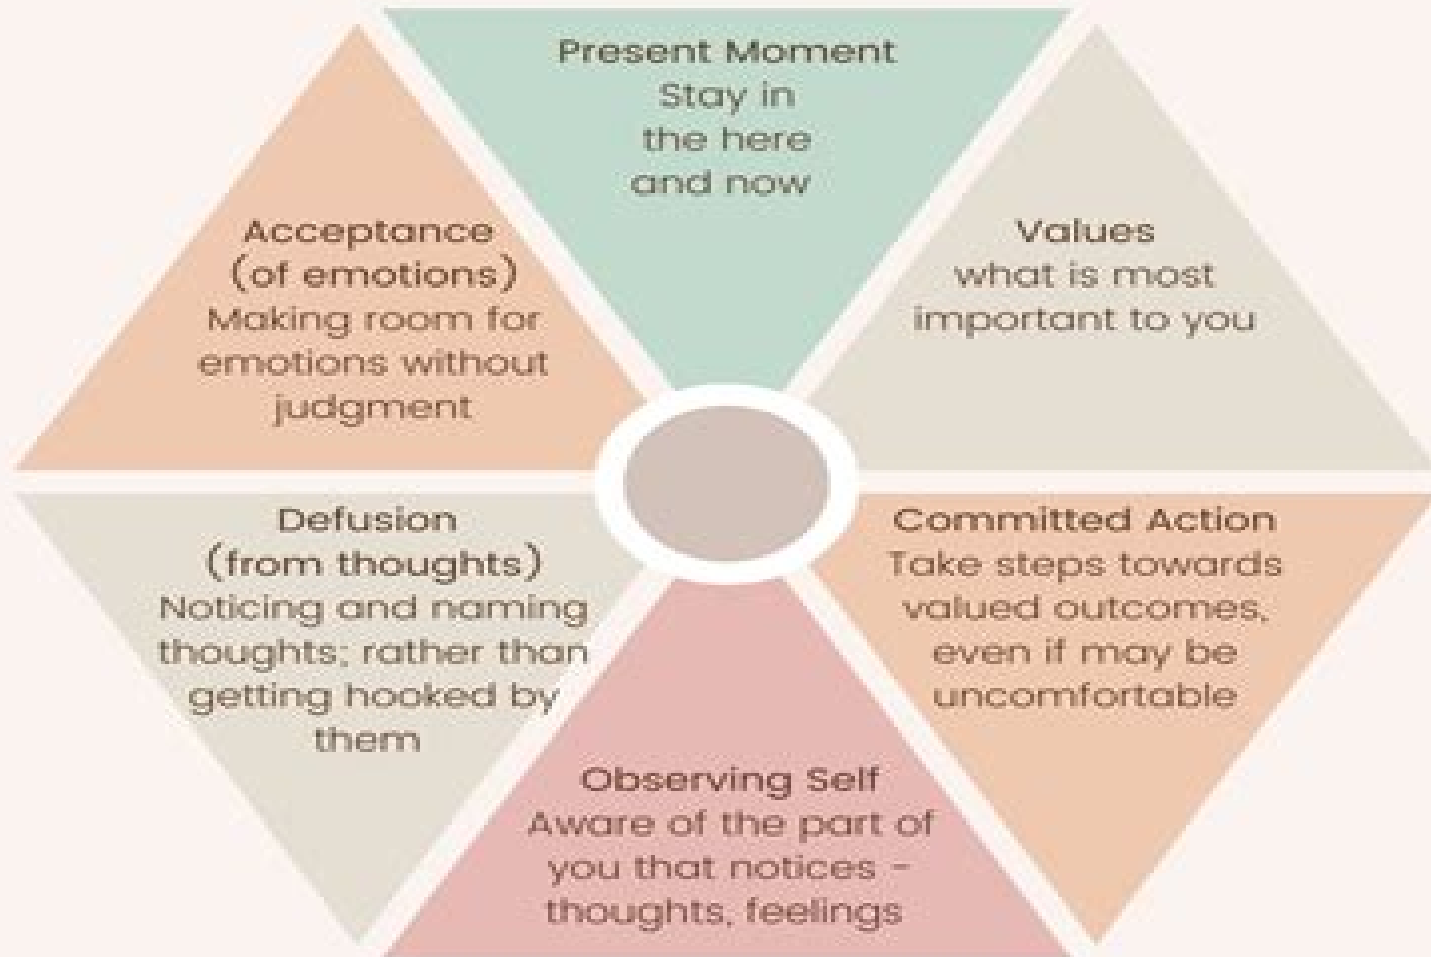 Present Moment
Stay in
the here
and now
Acceptance
(of emotions)
Making room for
emotions without
judgment
Values
what is most
important to you
Defusion
(from thoughts)
Noticing and naming
thoughts; rather than
getting hooked by
them
Committed Action
Take steps towards
valued outcomes,
even if may be
uncomfortable
Observing Self
Aware of the part of
you that notices -
thoughts, feelings